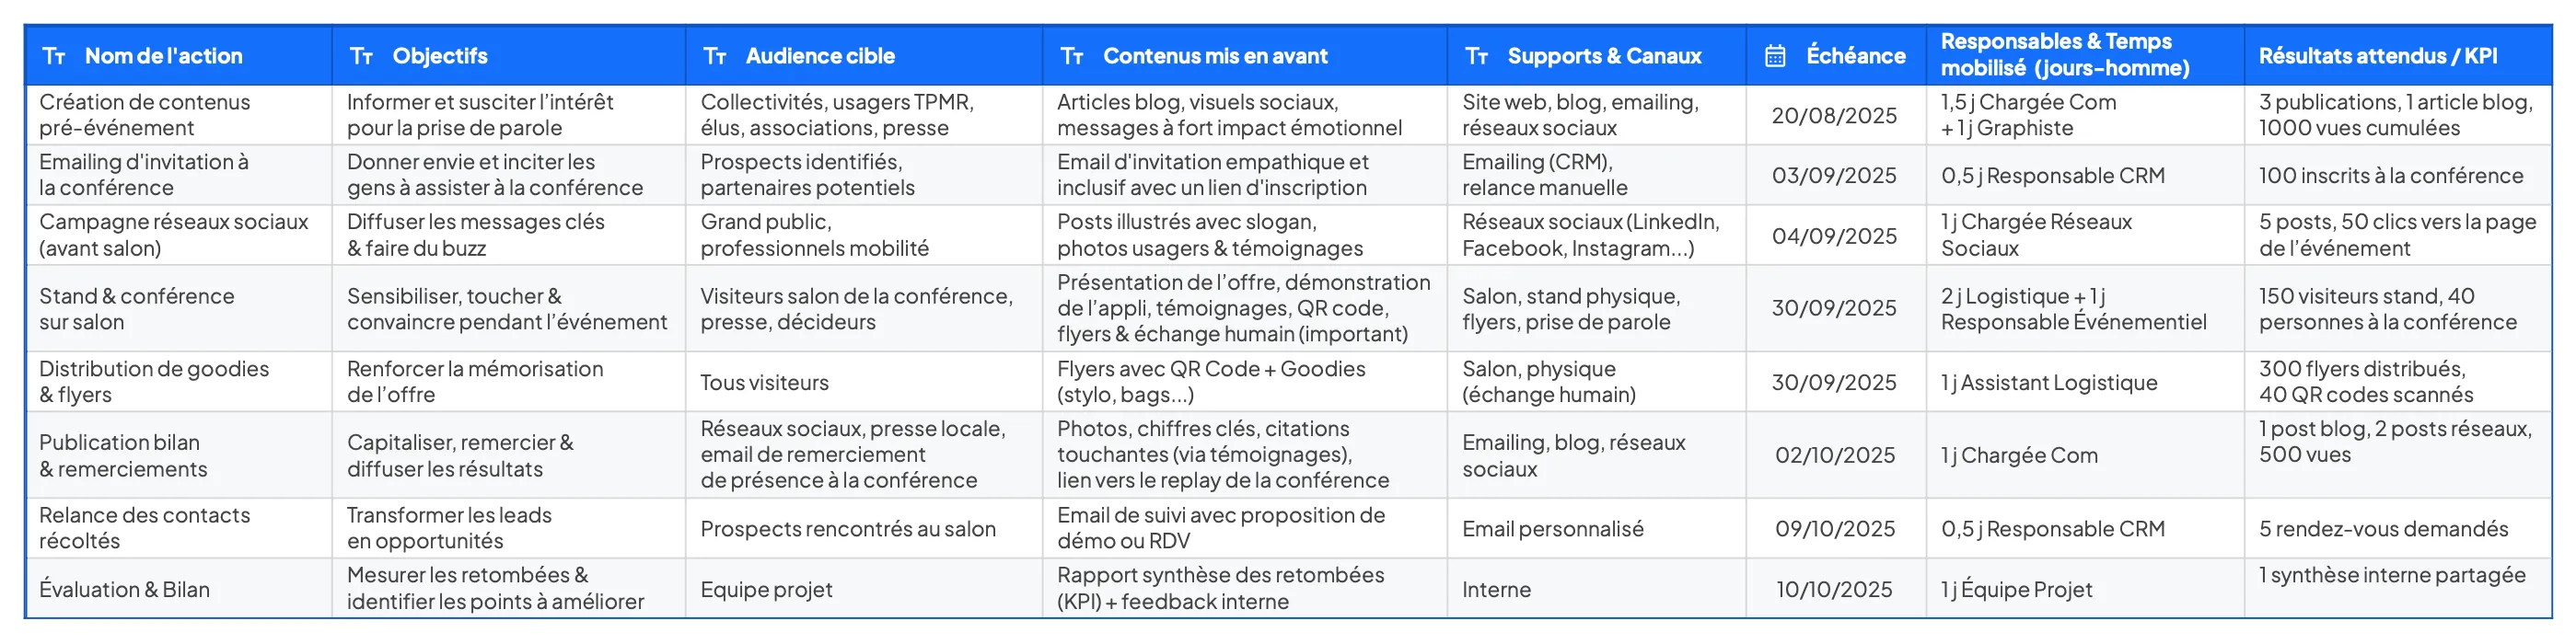 Nom de l'action
Objectifs
Audience cible
Contenus mis en avant
Supports & Canaux
Échéance
Responsables & Temps
mobilisé (jours-homme)
Résultats attendus / KPI
Création de contenus
pré-événement
Informer et susciter l’intérêt
pour la prise de parole
Collectivités, usagers TPMR,
élus, associations, presse
Articles blog, visuels sociaux,
messages à fort impact émotionnel
Site web, blog, emailing,
réseaux sociaux
20/08/2025
1,5 j Chargée Com
+ 1 j Graphiste
3 publications, 1 article blog,
1000 vues cumulées
Emailing d'invitation à
la conférence
Donner envie et inciter les
gens à assister à la conférence
Prospects identifiés,
partenaires potentiels
Email d'invitation empathique et
inclusif avec un lien d'inscription
Emailing (CRM),
relance manuelle
03/09/2025
0,5 j Responsable CRM
100 inscrits à la conférence
Campagne réseaux sociaux
(avant salon)
Diffuser les messages clés
& faire du buzz
Grand public,
professionnels mobilité
Posts illustrés avec slogan,
photos usagers & témoignages
Réseaux sociaux (LinkedIn,
Facebook, Instagram...)
04/09/2025
1 j Chargée Réseaux
Sociaux
5 posts, 50 clics vers la page
de l’événement
Stand & conférence
sur salon
Sensibiliser, toucher &
convaincre pendant l’événement
Visiteurs salon de la conférence,
presse, décideurs
Présentation de l’offre, démonstration
de l’appli, témoignages, QR code,
flyers & échange humain (important)
Salon, stand physique,
flyers, prise de parole
30/09/2025
2 j Logistique + 1 j
Responsable Événementiel
150 visiteurs stand, 40
personnes à la conférence
Distribution de goodies
& flyers
Renforcer la mémorisation
de l’offre
Tous visiteurs
Flyers avec QR Code + Goodies
(stylo, bags...)
Salon, physique
(échange humain)
30/09/2025
1 j Assistant Logistique
300 flyers distribués,
40 QR codes scannés
Publication bilan
& remerciements
Capitaliser, remercier &
diffuser les résultats
Réseaux sociaux, presse locale,
email de remerciement
de présence à la conférence
Photos, chiffres clés, citations
touchantes (via témoignages),
lien vers le replay de la conférence
Emailing, blog, réseaux
sociaux
02/10/2025
1 j Chargée Com
1 post blog, 2 posts réseaux,
500 vues
Relance des contacts
récoltés
Transformer les leads
en opportunités
Prospects rencontrés au salon
Email de suivi avec proposition de
démo ou RDV
Email personnalisé
09/10/2025
0,5 j Responsable CRM
5 rendez-vous demandés
Évaluation & Bilan
Mesurer les retombées &
identifier les points à améliorer
Equipe projet
Rapport synthèse des retombées
(KPI) + feedback interne
Interne
10/10/2025
1 j Équipe Projet
1 synthèse interne partagée